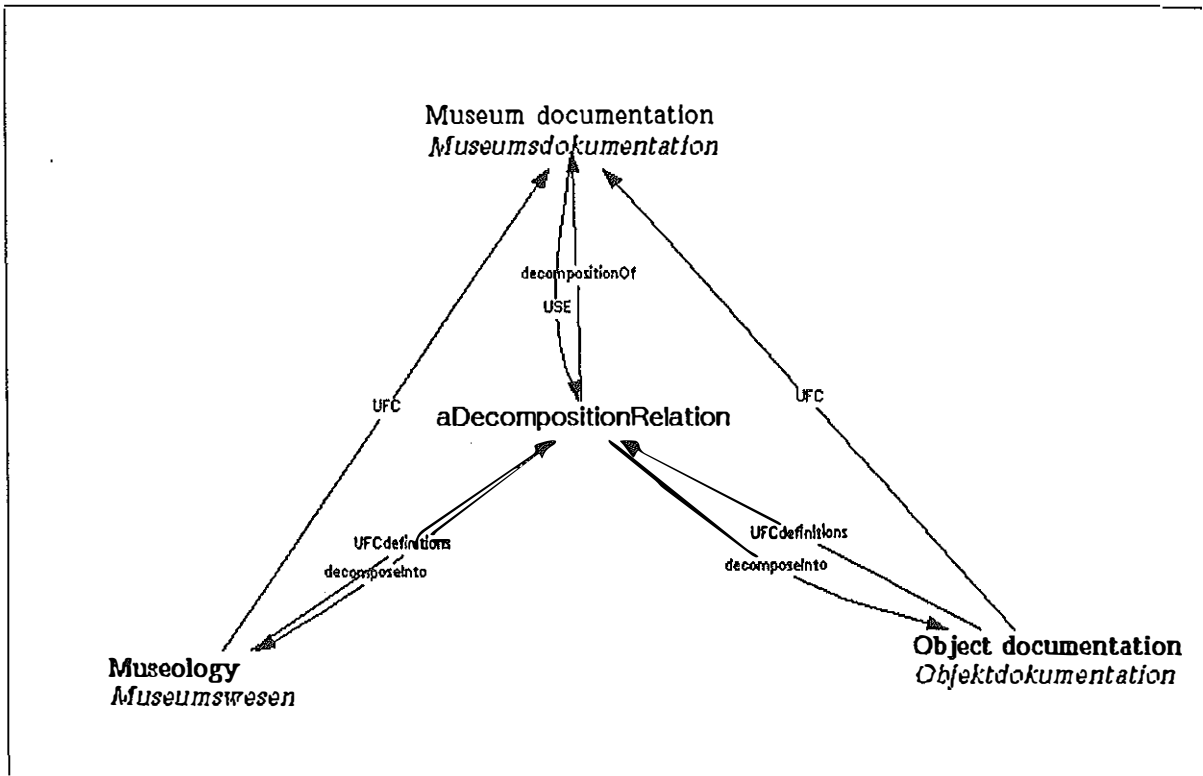 Museum documentation
Museumsdokumentation
decompositionOf
USE
UFC
UFC
aDecompositionRelation
UFCdefinitions
decomposeInto
UFCdefinitions
decomposeInto
Museology
Museumswesen
Object documentation
Objektdokumentation